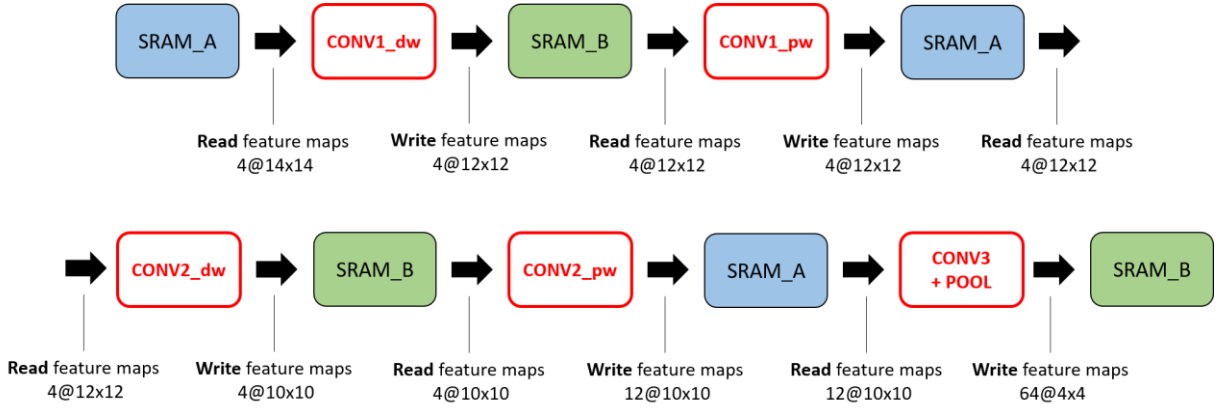 SRAM_A
CONV1_dw
SRAM_B
CONV1_pw
SRAM_A
Read feature maps
4@14x14
Write feature maps
4@12x12
Read feature maps
4@12x12
Write feature maps
4@12x12
Read feature maps
4@12x12
CONV2_dw
SRAM_B
CONV2_pw
SRAM_A
CONV3
+ POOL
SRAM_B
Read feature maps
4@12x12
Write feature maps
4@10x10
Read feature maps
4@10x10
Write feature maps
12@10x10
Read feature maps
12@10x10
Write feature maps
64@4x4